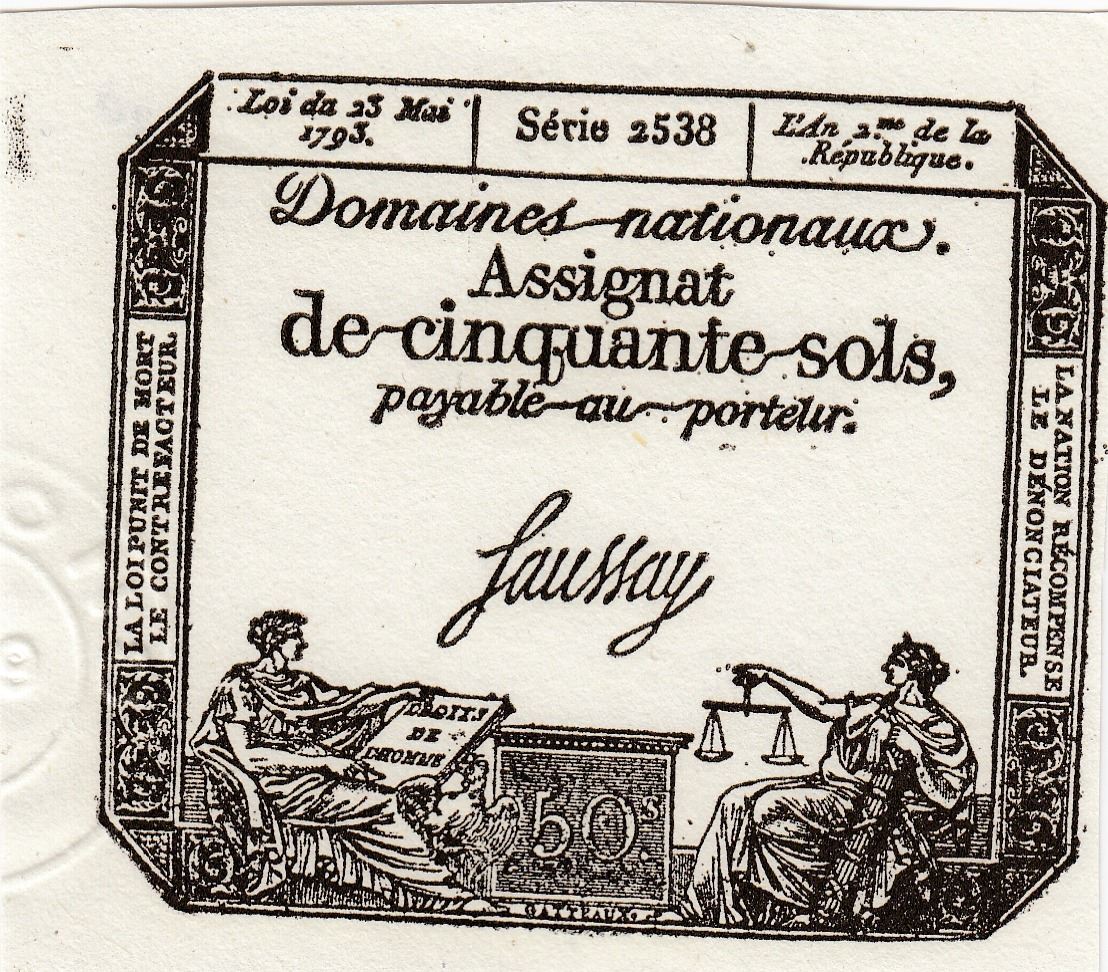 Loi du 23 Mai
1793.
Série 2538
L'An 2.me de la
République.
Domaines nationaux.
Assignat
de cinquante sols,
payable au porteur.
Saussay
LA LOI PUNIT DE MORT
LE CONTREFACTEUR.
LA NATION RÉCOMPENSE
LE DÉNONCIATEUR.
DROITS
DE
L'HOMME
50s.
GATTEAUX.